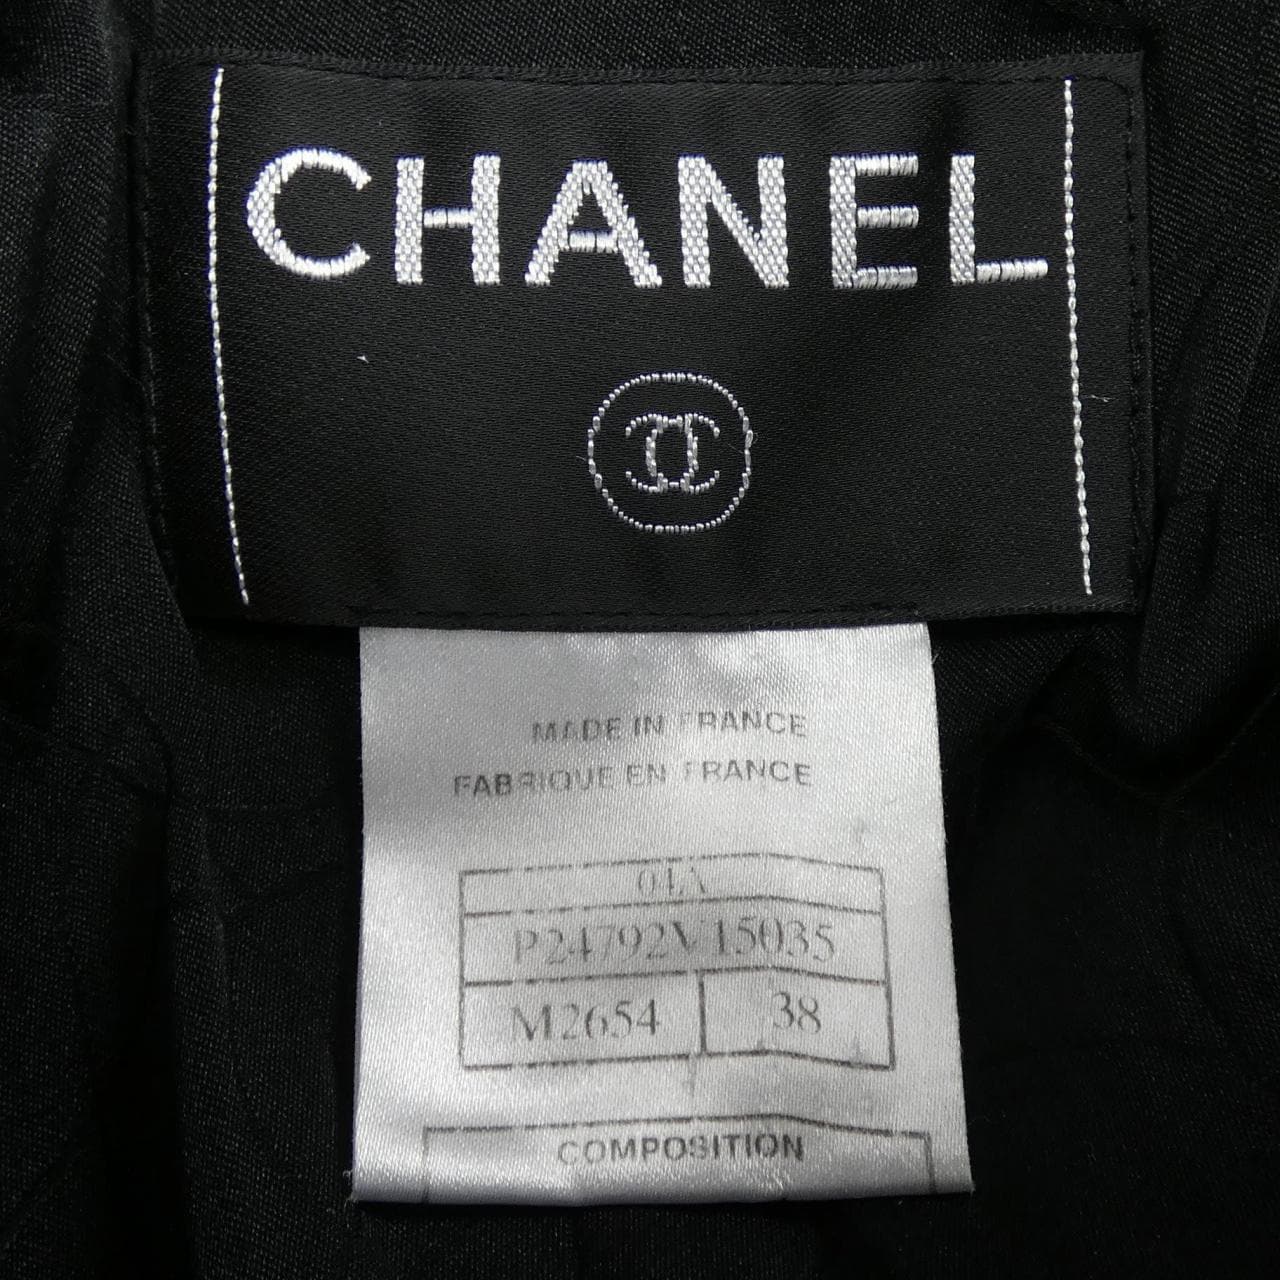 CHANEL
MADE IN FRANCE
FABRIQUE EN FRANCE
04A
P24792V15035
M2654 38
COMPOSITION